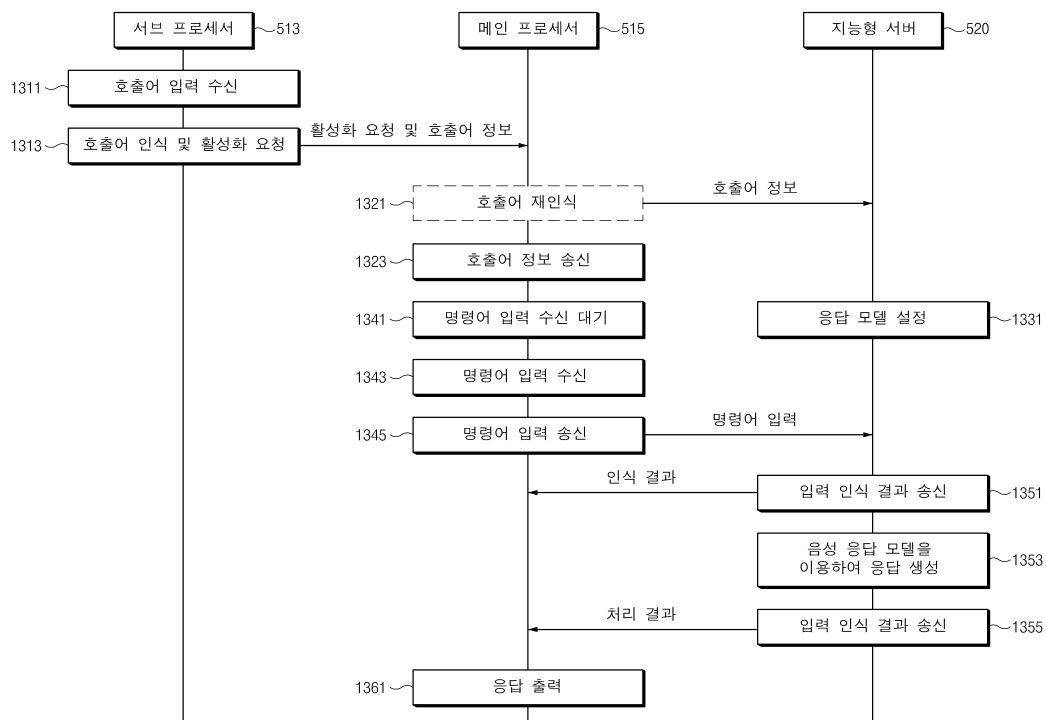 서브 프로세서
513
메인 프로세서
515
지능형 서버
520
1311
호출어 입력 수신
1313
호출어 인식 및 활성화 요청
활성화 요청 및 호출어 정보
1321
호출어 재인식
호출어 정보
1323
호출어 정보 송신
1341
명령어 입력 수신 대기
응답 모델 설정
1331
1343
명령어 입력 수신
1345
명령어 입력 송신
명령어 입력
인식 결과
입력 인식 결과 송신
1351
음성 응답 모델을
이용하여 응답 생성
1353
처리 결과
입력 인식 결과 송신
1355
1361
응답 출력